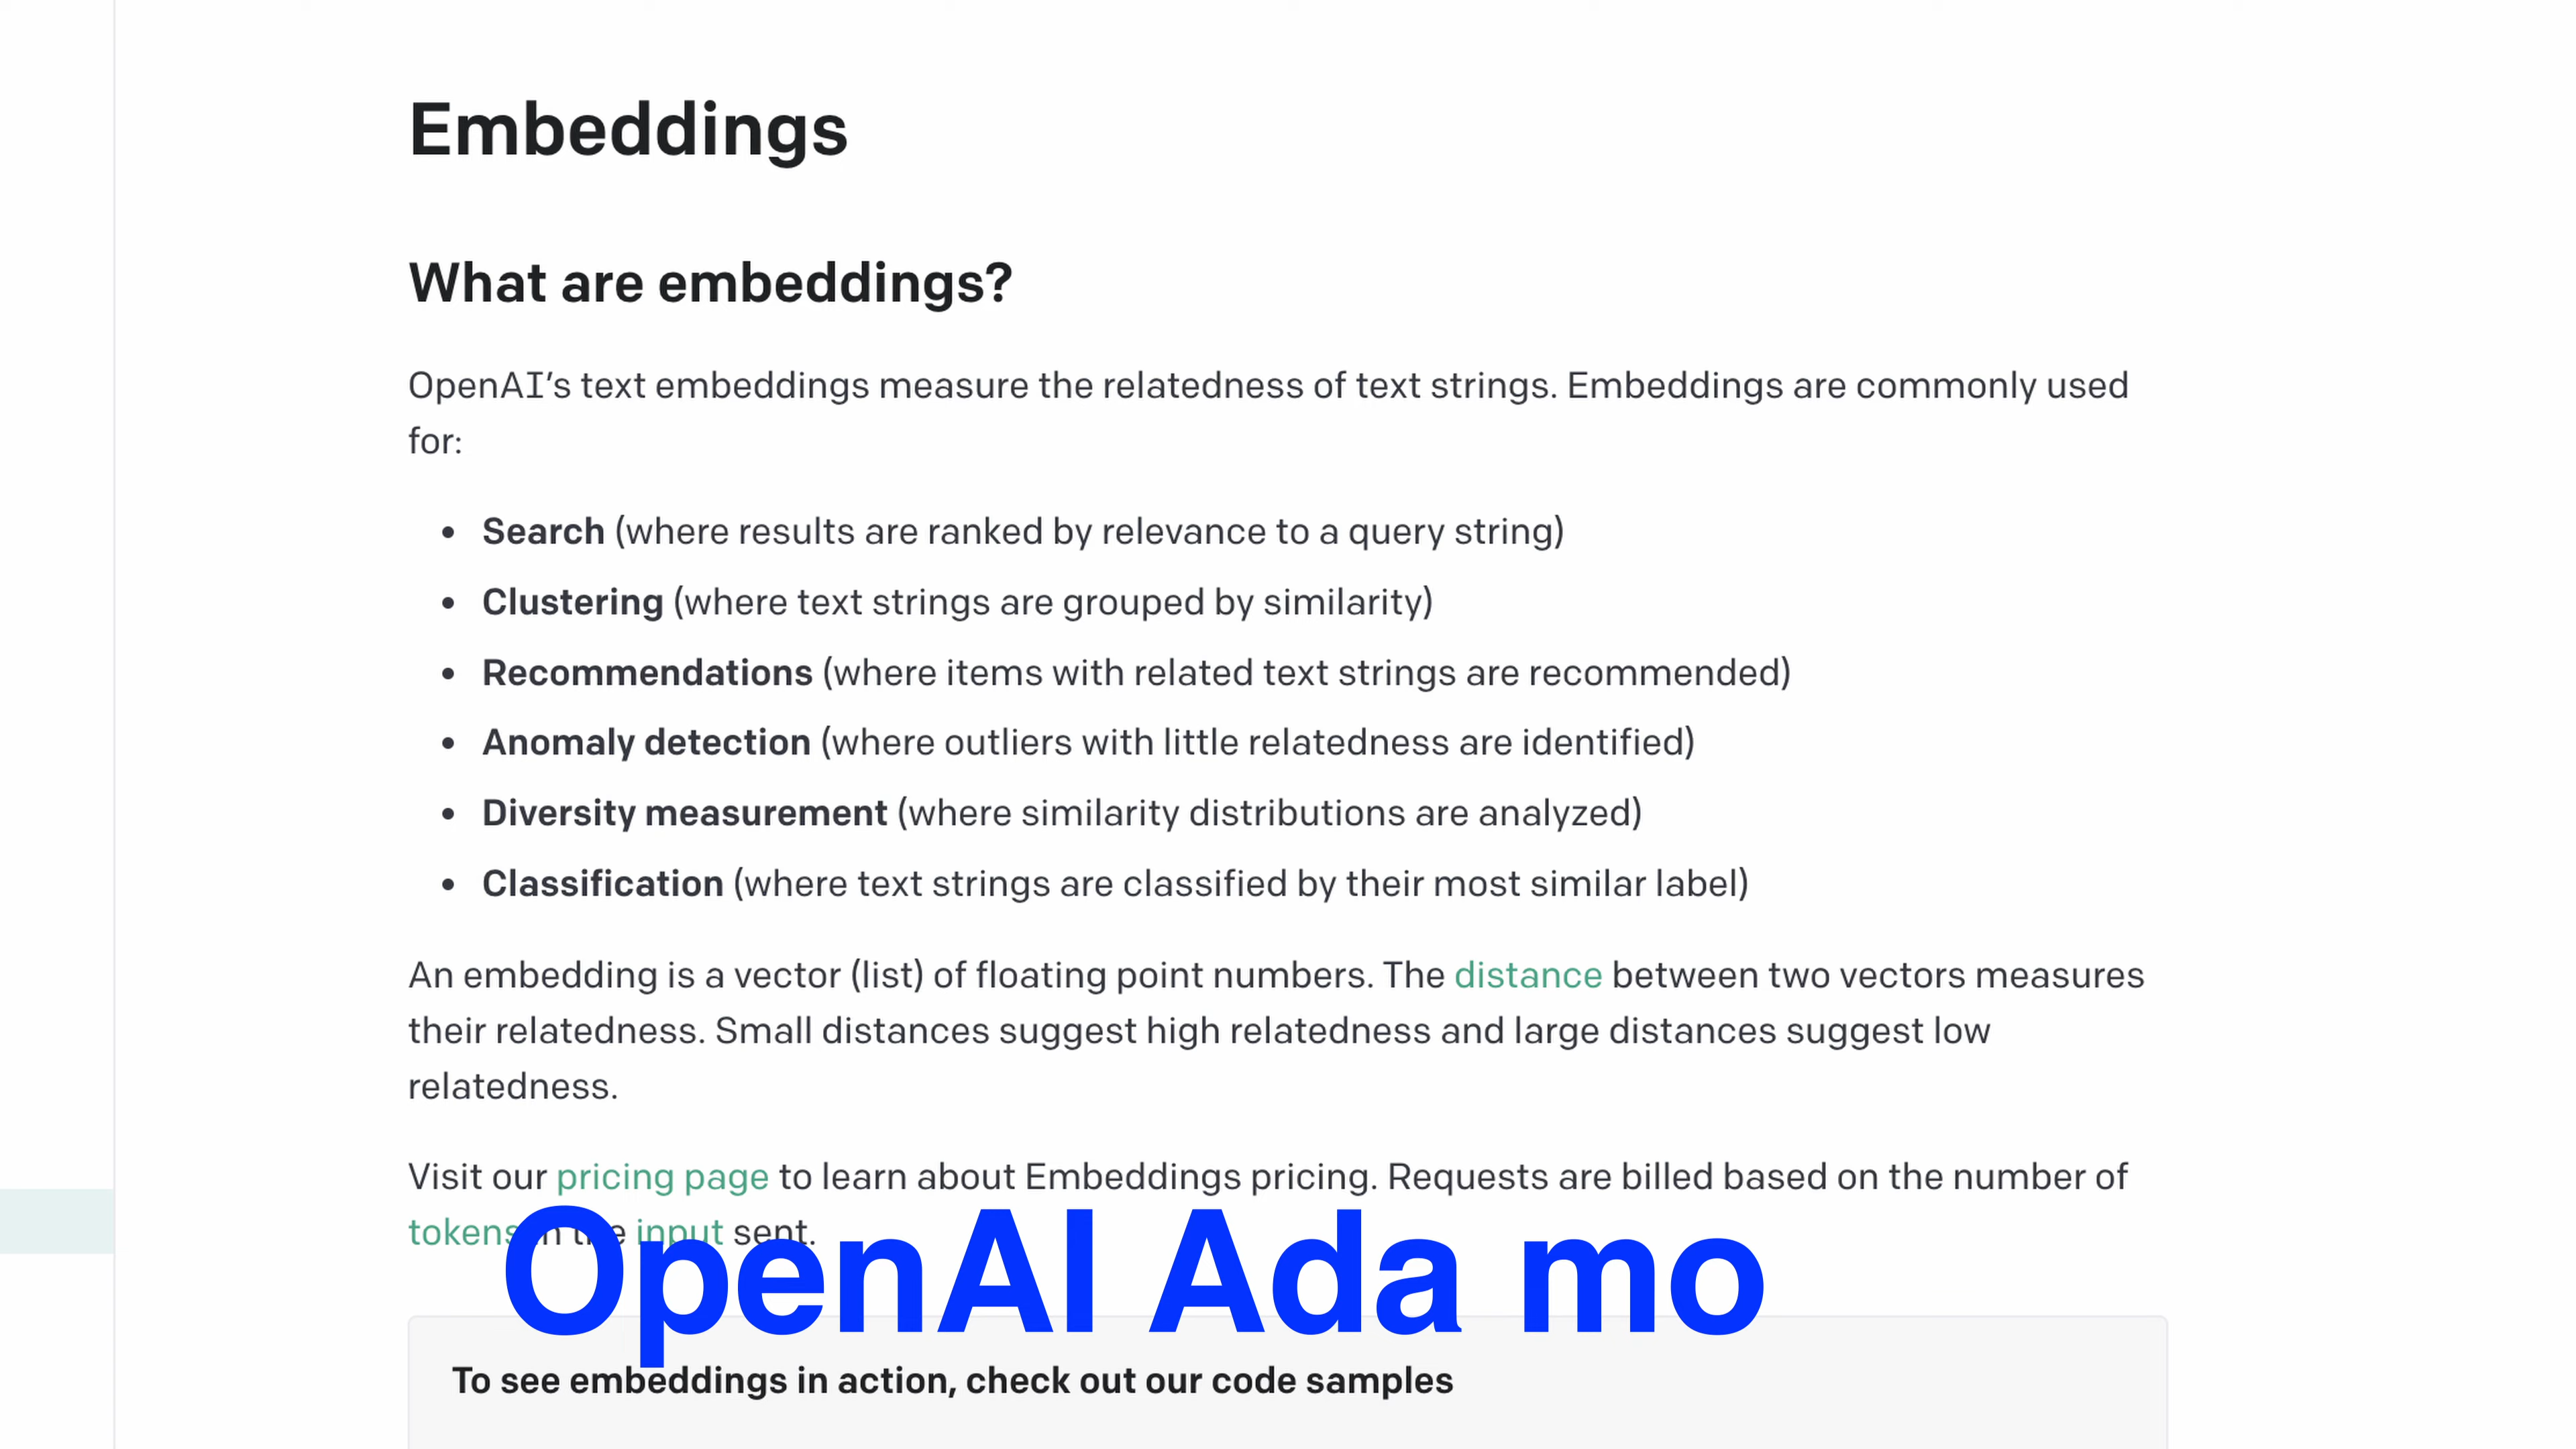 Embeddings
What are embeddings?
OpenAI’s text embeddings measure the relatedness of text strings. Embeddings are commonly used
for:
• Search (where results are ranked by relevance to a query string)
• Clustering (where text strings are grouped by similarity)
• Recommendations (where items with related text strings are recommended)
• Anomaly detection (where outliers with little relatedness are identified)
• Diversity measurement (where similarity distributions are analyzed)
• Classification (where text strings are classified by their most similar label)
An embedding is a vector (list) of floating point numbers. The distance between two vectors measures
their relatedness. Small distances suggest high relatedness and large distances suggest low
relatedness.
Visit our pricing page to learn about Embeddings pricing. Requests are billed based on the number of
tokens in the input sent.
OpenAI Ada mo
To see embeddings in action, check out our code samples